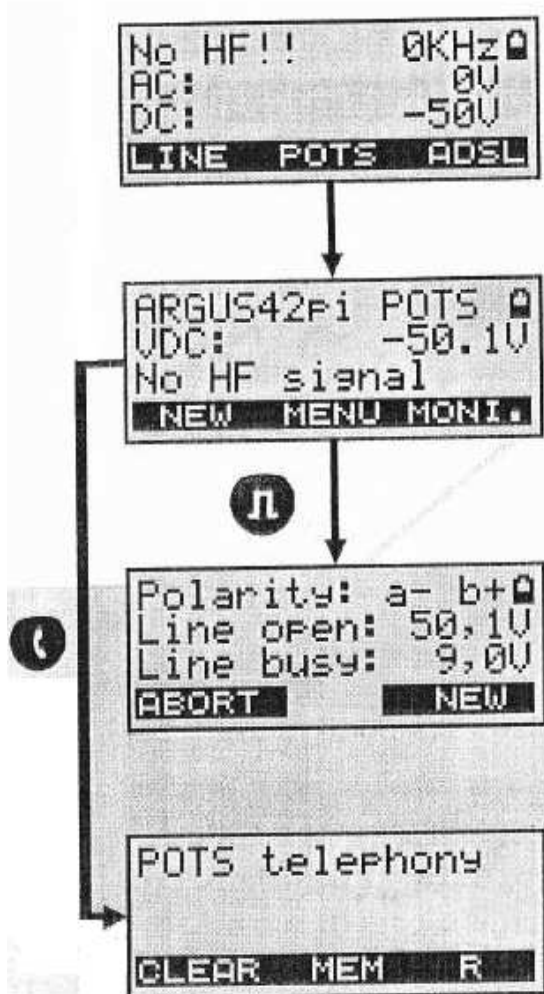 No HF!! 0KHz
AC: 0V
DC: -50V
LINE POTS ADSL
ARGUS42pi POTS
VDC: -50.1V
No HF signal
NEW MENU MONI.
Polarity: a- b+
Line open: 50,1V
Line busy: 9,0V
ABORT NEW
POTS telephony
CLEAR MEM R